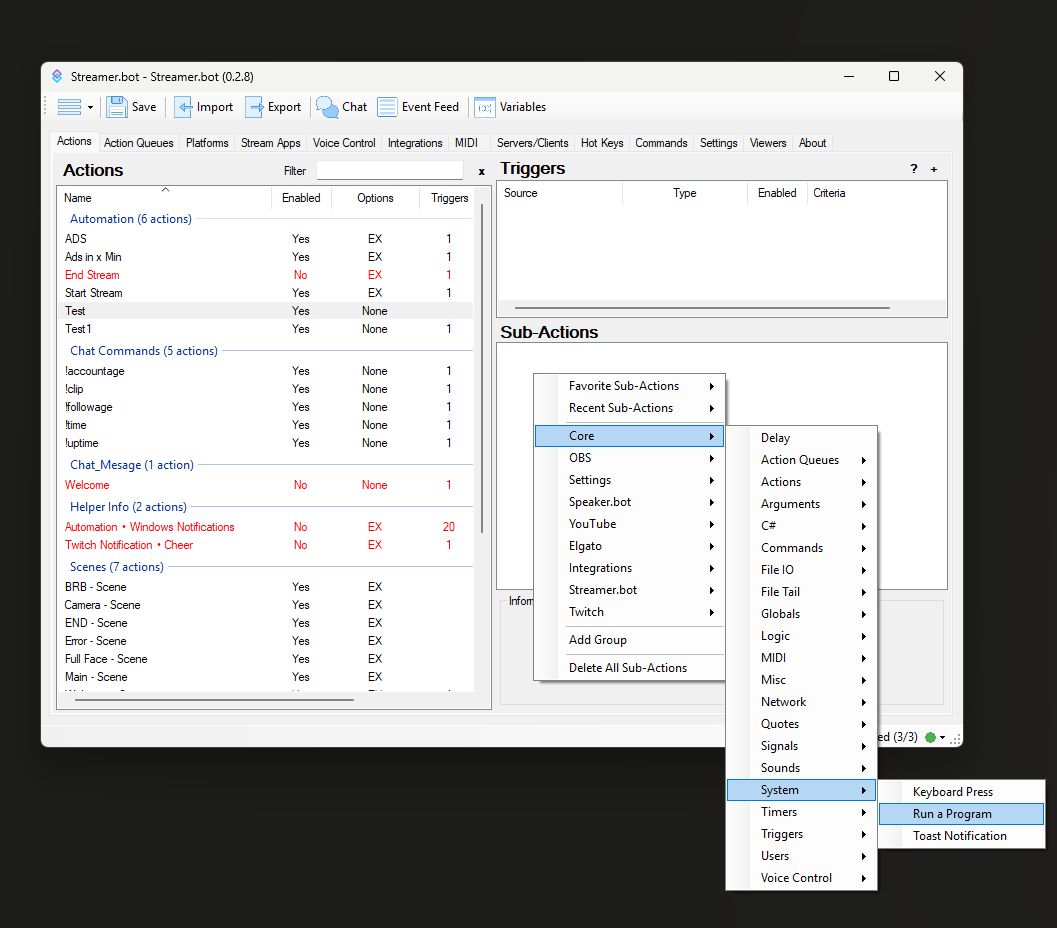 Streamer.bot - Streamer.bot (0.2.8)
Save Import Export Chat Event Feed Variables
Actions Action Queues Platforms Stream Apps Voice Control Integrations MIDI Servers/Clients Hot Keys Commands Settings Viewers About
Actions Filter x
Name Enabled Options Triggers
Automation (6 actions)
ADS Yes EX 1
Ads in x Min Yes EX 1
End Stream No EX 1
Start Stream Yes EX 1
Test Yes None
Test1 Yes None 1
Chat Commands (5 actions)
!accountage Yes None 1
!clip Yes None 1
!followage Yes None 1
!time Yes None 1
!uptime Yes None 1
Chat_Mesage (1 action)
Welcome No None 1
Helper Info (2 actions)
Automation • Windows Notifications No EX 20
Twitch Notification • Cheer No EX 1
Scenes (7 actions)
BRB - Scene Yes EX
Camera - Scene Yes EX
END - Scene Yes EX
Error - Scene Yes EX
Full Face - Scene Yes EX
Main - Scene Yes EX
Triggers ? +
Source Type Enabled Criteria
Sub-Actions
Favorite Sub-Actions
Recent Sub-Actions
Core
OBS
Settings
Speaker.bot
YouTube
Elgato
Integrations
Streamer.bot
Twitch
Add Group
Delete All Sub-Actions
Inform
Delay
Action Queues
Actions
Arguments
C#
Commands
File IO
File Tail
Globals
Logic
MIDI
Misc
Network
Quotes
Signals
Sounds
System
Timers
Triggers
Users
Voice Control
Keyboard Press
Run a Program
Toast Notification
ed (3/3)